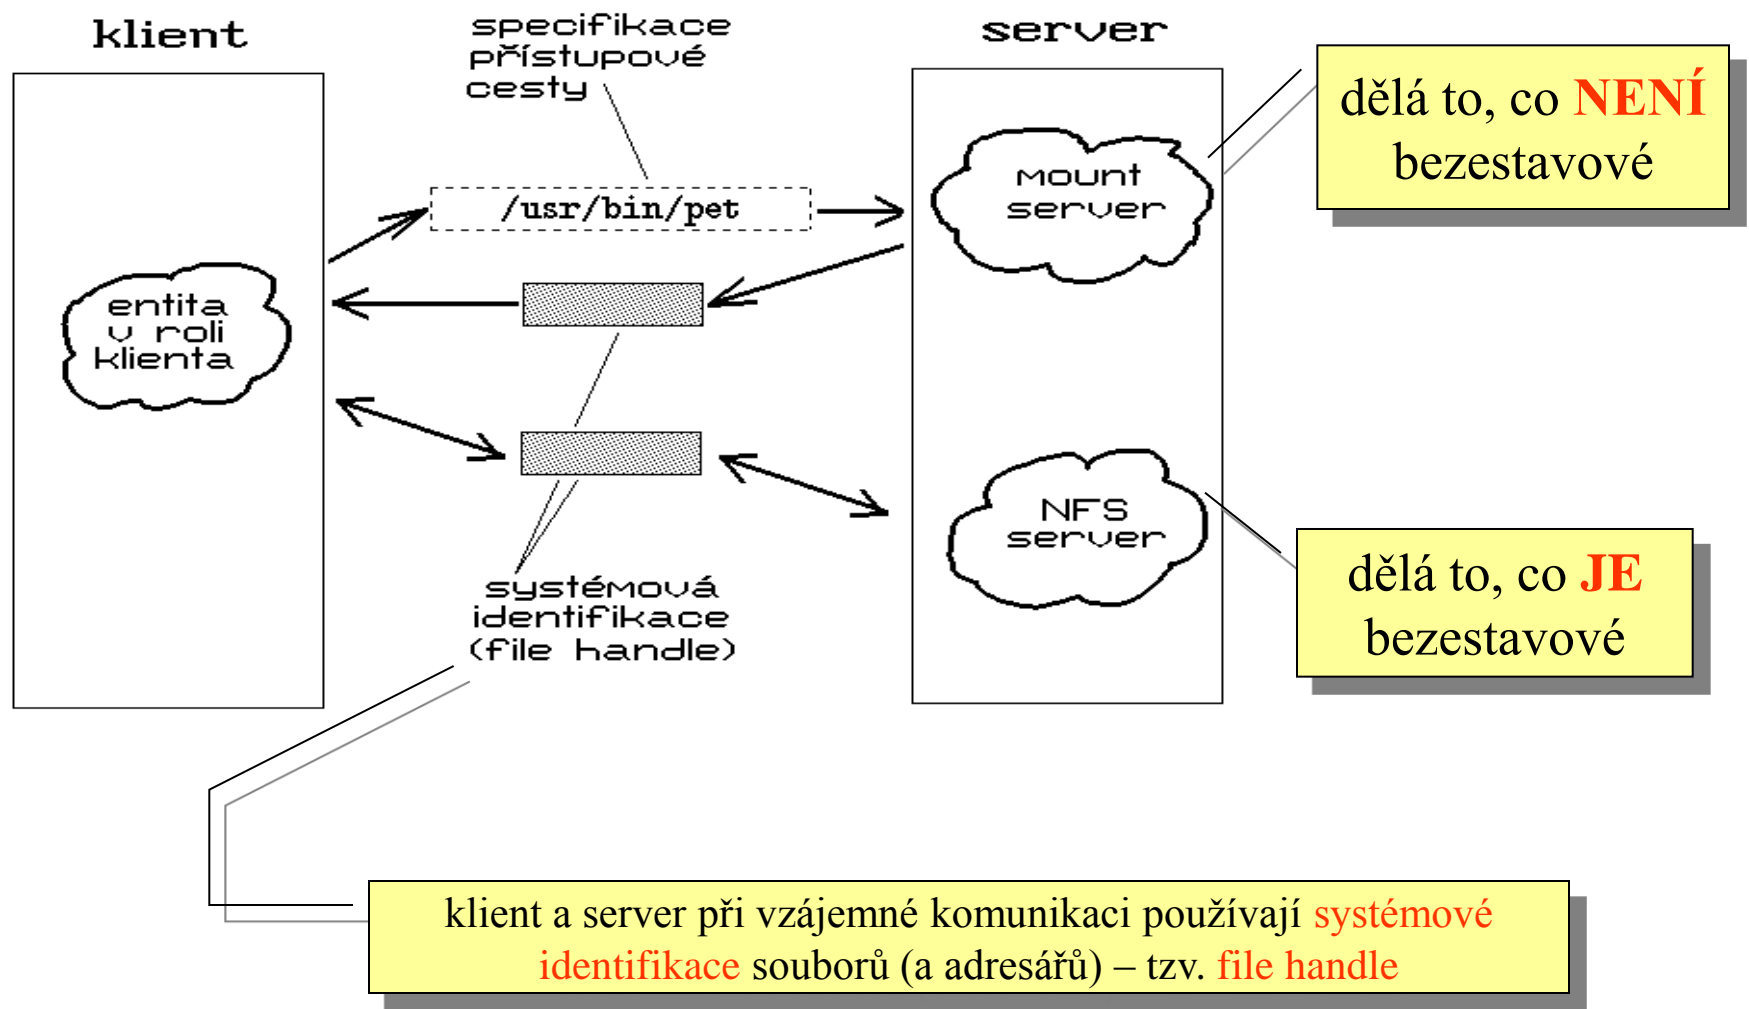 klient
specifikace
přístupové
cesty
server
dělá to, co NENÍ
bezestavové
/usr/bin/pet
mount
server
entita
v roli
klienta
NFS
server
dělá to, co JE
bezestavové
systémová
identifikace
(file handle)
klient a server při vzájemné komunikaci používají systémové
identifikace souborů (a adresářů) – tzv. file handle